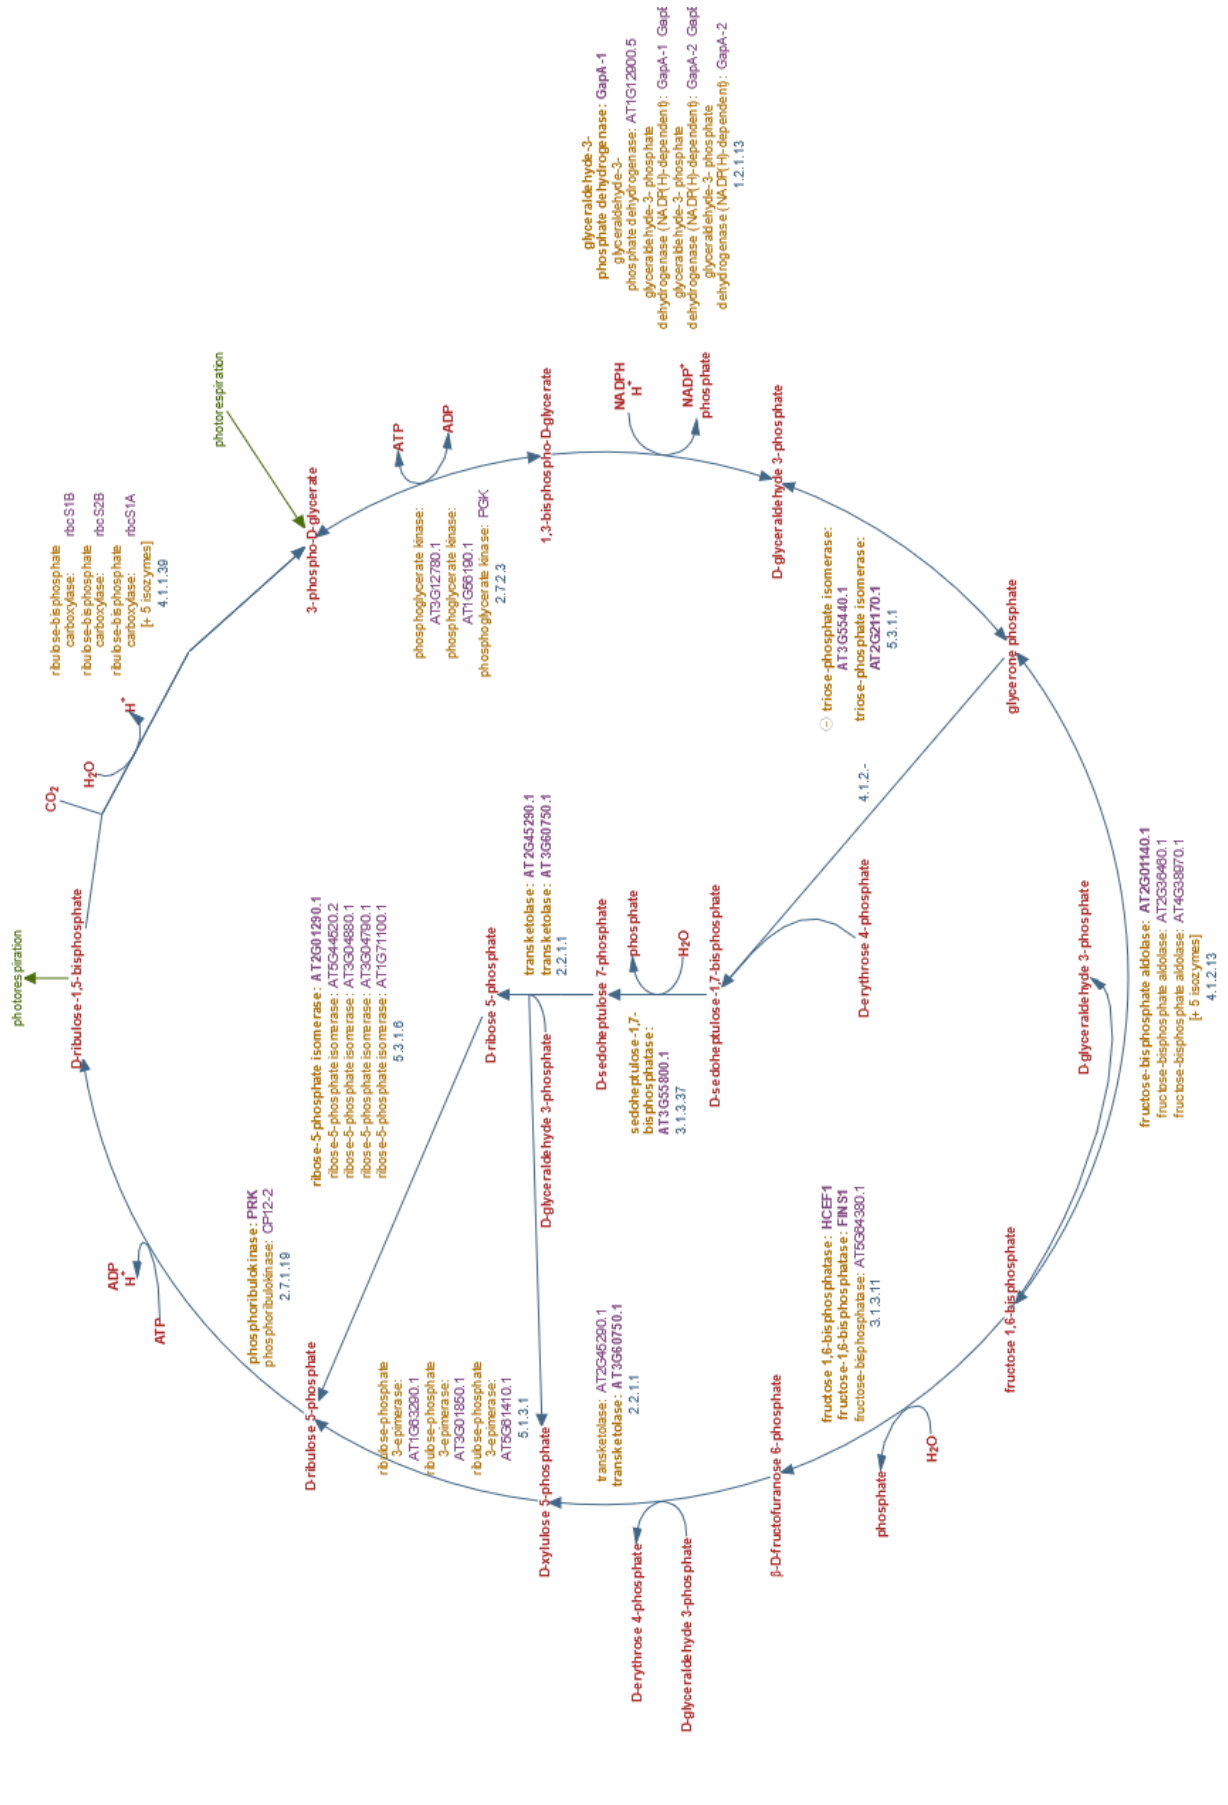 photorespiration
D-ribulose-1,5-bisphosphate
CO2
H2O
H+
ribulose-bisphosphate
carboxylase: rbcS1B
ribulose-bisphosphate
carboxylase: rbcS2B
ribulose-bisphosphate
carboxylase: rbcS1A
[+ 5 isozymes]
4.1.1.39
photorespiration
3-phospho-D-glycerate
ATP
ADP
phosphoglycerate kinase:
AT3G12780.1
phosphoglycerate kinase:
AT1G56190.1
phosphoglycerate kinase: PGK
2.7.2.3
1,3-bisphospho-D-glycerate
NADPH
H+
NADP+
phosphate
glyceraldehyde-3-
phosphate dehydrogenase: GapA-1
glyceraldehyde-3-
phosphate dehydrogenase: AT1G12900.5
glyceraldehyde-3- phosphate
dehydrogenase (NADP(H)-dependent): GapA-1
glyceraldehyde-3- phosphate
dehydrogenase (NADP(H)-dependent): GapA-2
glyceraldehyde-3- phosphate
dehydrogenase (NADP(H)-dependent): GapA-2
1.2.1.13
D-glyceraldehyde 3-phosphate
triose-phosphate isomerase:
AT3G55440.1
triose-phosphate isomerase:
AT2G21170.1
5.3.1.1
glycerone phosphate
4.1.2.-
D-erythrose 4-phosphate
D-sedoheptulose-1,7-bisphosphate
H2O
phosphate
sedoheptulose-1,7-
bisphosphatase:
AT3G55800.1
3.1.3.37
D-sedoheptulose 7-phosphate
transketolase: AT2G45290.1
transketolase: AT3G60750.1
2.2.1.1
D-glyceraldehyde 3-phosphate
D-ribose 5-phosphate
ribose-5-phosphate isomerase: AT2G01290.1
ribose-5-phosphate isomerase: AT5G44520.2
ribose-5-phosphate isomerase: AT3G04880.1
ribose-5-phosphate isomerase: AT3G04790.1
ribose-5-phosphate isomerase: AT1G71100.1
5.3.1.6
D-glyceraldehyde 3-phosphate
fructose-bisphosphate aldolase: AT2G01140.1
fructose-bisphosphate aldolase: AT2G36460.1
fructose-bisphosphate aldolase: AT4G38970.1
[+ 5 isozymes]
4.1.2.13
fructose 1,6-bisphosphate
fructose 1,6-bisphosphatase: HCEF1
fructose-1,6-bisphosphatase: FINS1
fructose-bisphosphatase: AT5G64380.1
3.1.3.11
H2O
phosphate
β-D-fructofuranose 6-phosphate
transketolase: AT2G45290.1
transketolase: AT3G60750.1
2.2.1.1
D-glyceraldehyde 3-phosphate
D-erythrose 4-phosphate
D-xylulose 5-phosphate
ribulose-phosphate
3-epimerase:
AT1G63290.1
ribulose-phosphate
3-epimerase:
AT3G01850.1
ribulose-phosphate
3-epimerase:
AT5G61410.1
5.1.3.1
D-ribulose 5-phosphate
phosphoribulokinase: PRK
phosphoribulokinase: CP12-2
2.7.1.19
ATP
ADP
H+